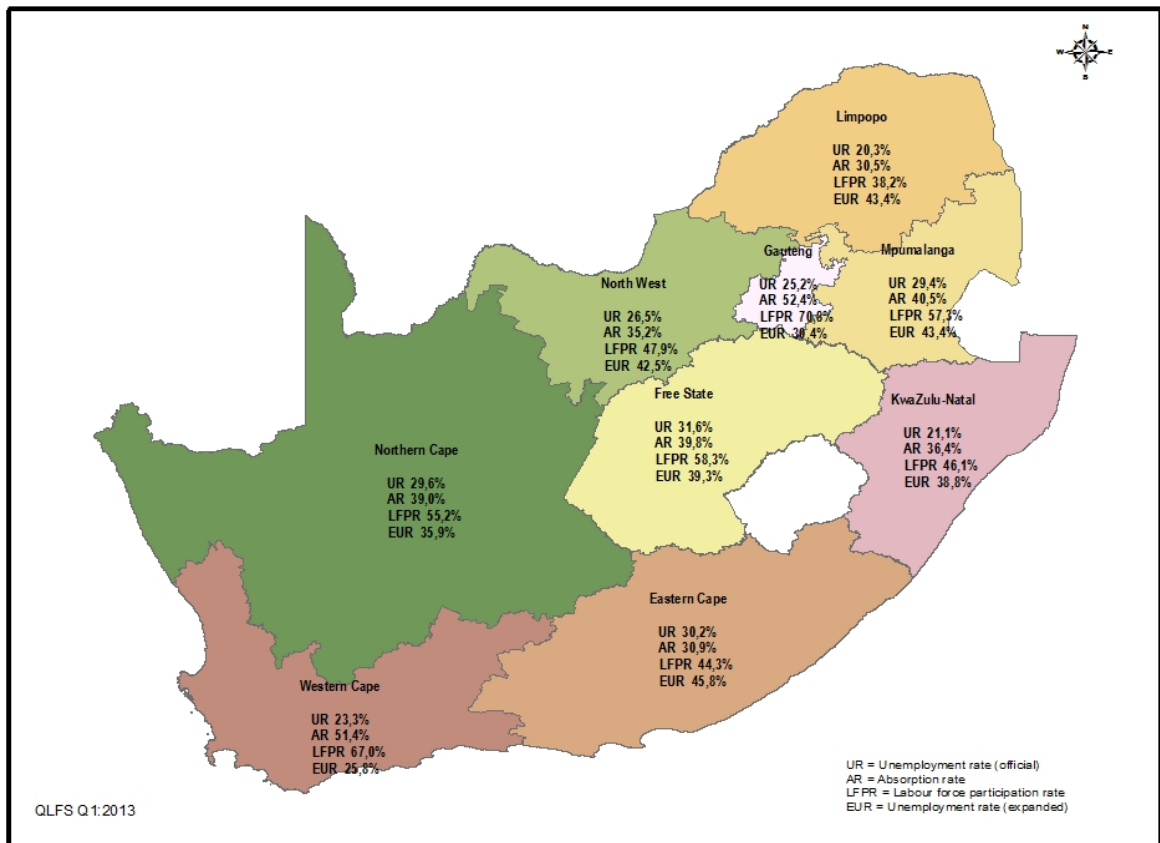 N
W E
S
Limpopo
UR 20,3%
AR 30,5%
LFPR 38,2%
EUR 43,4%
Gauteng
UR 25,2%
AR 52,4%
LFPR 70,8%
EUR 30,4%
Mpumalanga
UR 29,4%
AR 40,5%
LFPR 57,3%
EUR 43,4%
North West
UR 26,5%
AR 35,2%
LFPR 47,9%
EUR 42,5%
Free State
UR 31,6%
AR 39,8%
LFPR 58,3%
EUR 39,3%
KwaZulu-Natal
UR 21,1%
AR 36,4%
LFPR 46,1%
EUR 38,8%
Northern Cape
UR 29,6%
AR 39,0%
LFPR 55,2%
EUR 35,9%
Eastern Cape
UR 30,2%
AR 30,9%
LFPR 44,3%
EUR 45,8%
Western Cape
UR 23,3%
AR 51,4%
LFPR 67,0%
EUR 25,8%
UR = Unemployment rate (official)
AR = Absorption rate
LFPR = Labour force participation rate
EUR = Unemployment rate (expanded)
QLFS Q1:2013